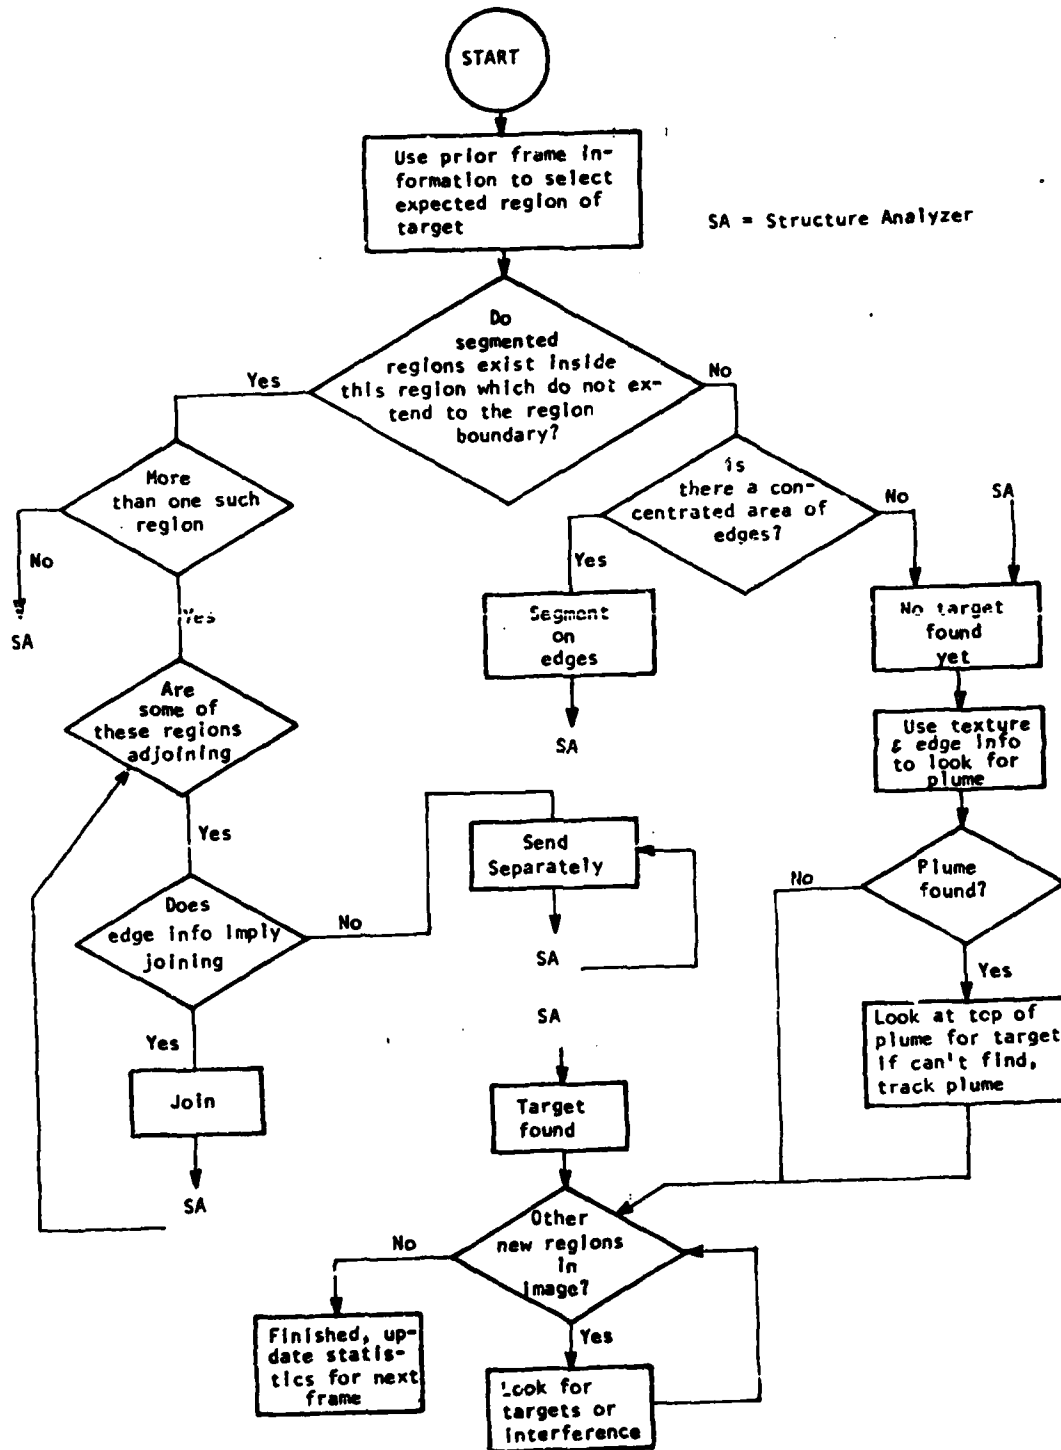 START
Use prior frame in-
formation to select
expected region of
target
SA = Structure Analyzer
Do
segmented
regions exist inside
this region which do not ex-
tend to the region
boundary?
Yes
No
More
than one such
region
No
SA
Yes
Is
there a con-
centrated area of
edges?
No
SA
Yes
Segment
on
edges
SA
No target
found
yet
Are
some of
these regions
adjoining
Use texture
& edge info
to look for
plume
Yes
Send
Separately
SA
Plume
found?
No
Yes
Does
edge info imply
joining
No
Yes
Join
SA
Look at top of
plume for target
if can't find,
track plume
SA
Target
found
Other
new regions
in
image?
No
Yes
Finished, up-
date statis-
tics for next
frame
Look for
targets or
interference